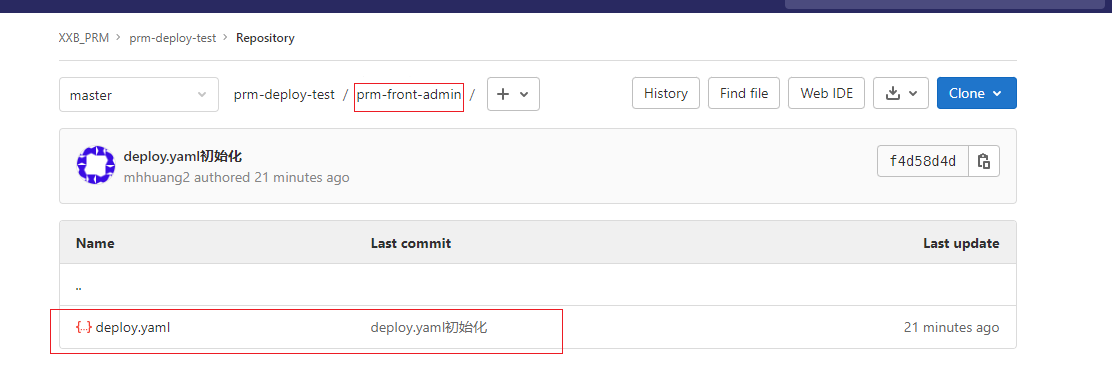 XXB_PRM > prm-deploy-test > Repository
master prm-deploy-test / prm-front-admin / + History Find file Web IDE Clone
deploy.yaml初始化
mhhuang2 authored 21 minutes ago
f4d58d4d
Name Last commit Last update
..
{..} deploy.yaml deploy.yaml初始化 21 minutes ago